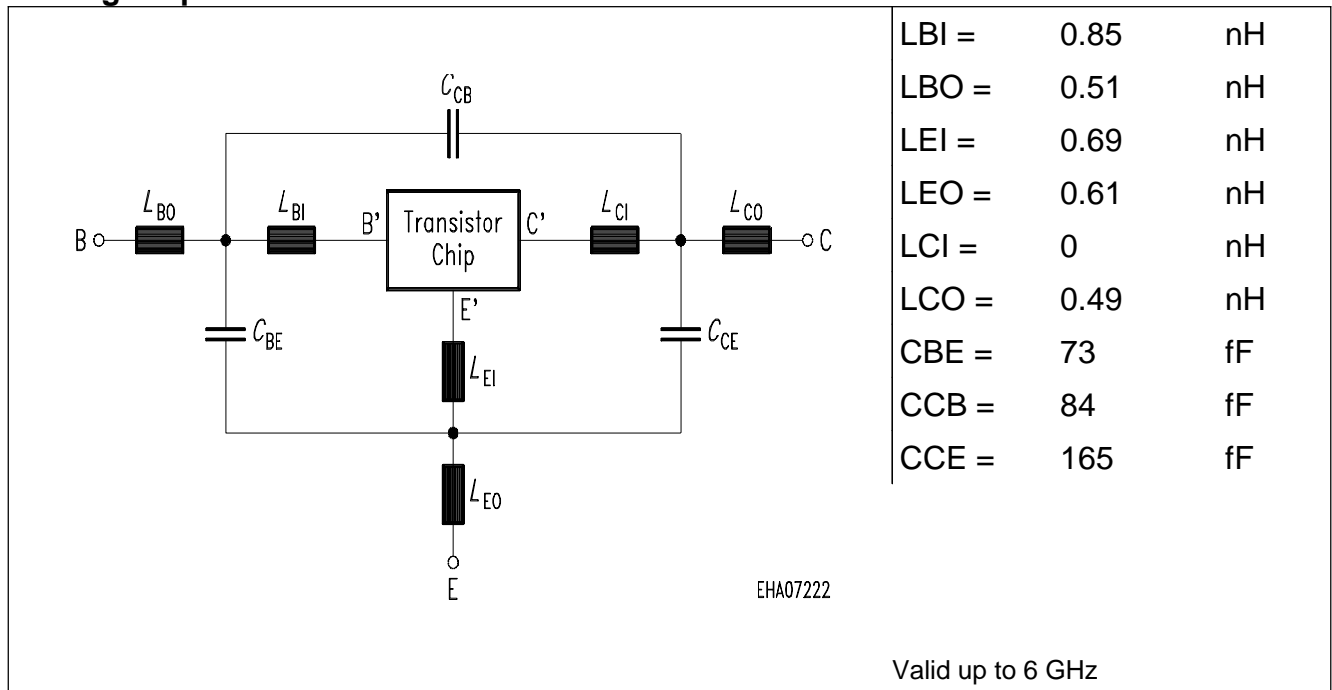 C_CB
L_BO
L_BI
B'
Transistor
Chip
C'
L_CI
L_CO
B
C
E'
C_BE
C_CE
L_EI
L_EO
E
EHA07222
LBI = 0.85 nH
LBO = 0.51 nH
LEI = 0.69 nH
LEO = 0.61 nH
LCI = 0 nH
LCO = 0.49 nH
CBE = 73 fF
CCB = 84 fF
CCE = 165 fF
Valid up to 6 GHz